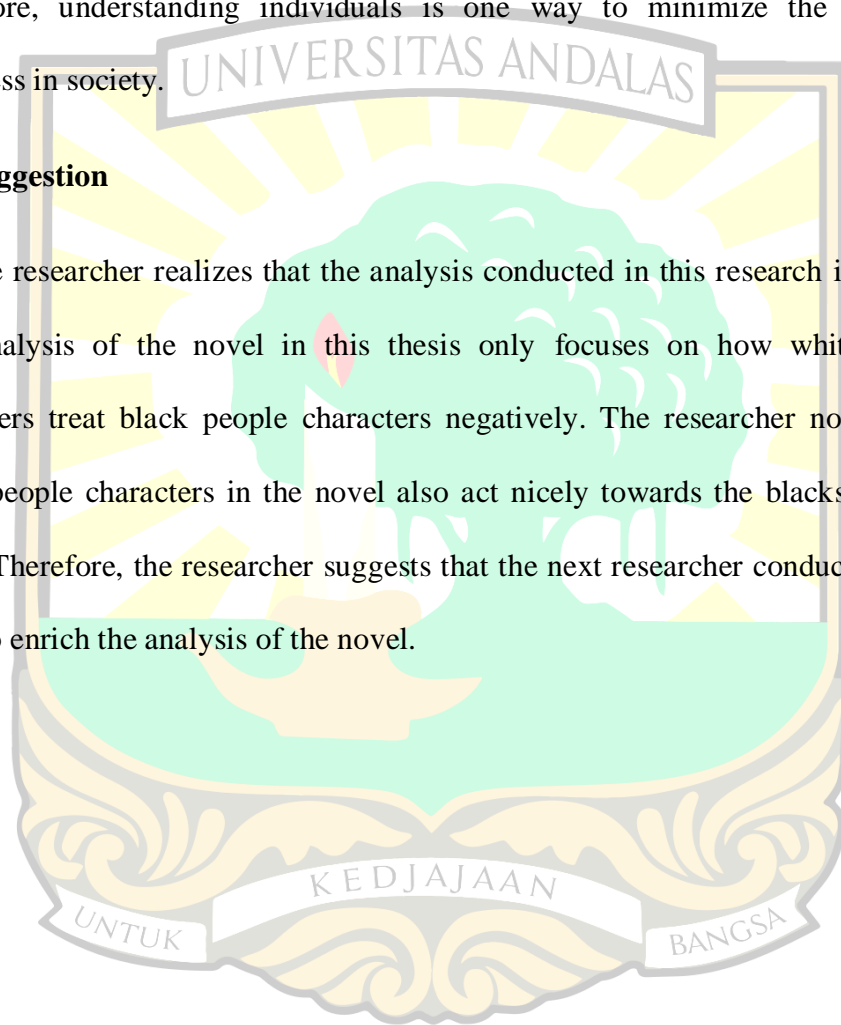 ore, understanding individuals is one way to minimize the
ess in society.
UNIVERSITAS ANDALAS
ggestion
e researcher realizes that the analysis conducted in this research i
nalysis of the novel in this thesis only focuses on how whit
ers treat black people characters negatively. The researcher no
people characters in the novel also act nicely towards the blacks
Therefore, the researcher suggests that the next researcher conduc
o enrich the analysis of the novel.
KEDJAJAAN
UNTUK
BANGSA